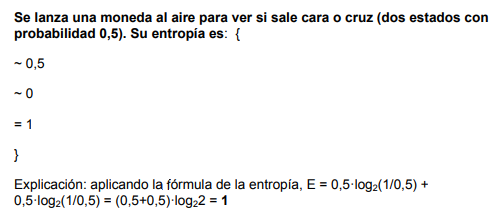 Se lanza una moneda al aire para ver si sale cara o cruz (dos estados con
probabilidad 0,5). Su entropía es: {
~ 0,5
~ 0
= 1
}
Explicación: aplicando la fórmula de la entropía, E = 0,5·log₂(1/0,5) +
0,5·log₂(1/0,5) = (0,5+0,5)·log₂2 = 1